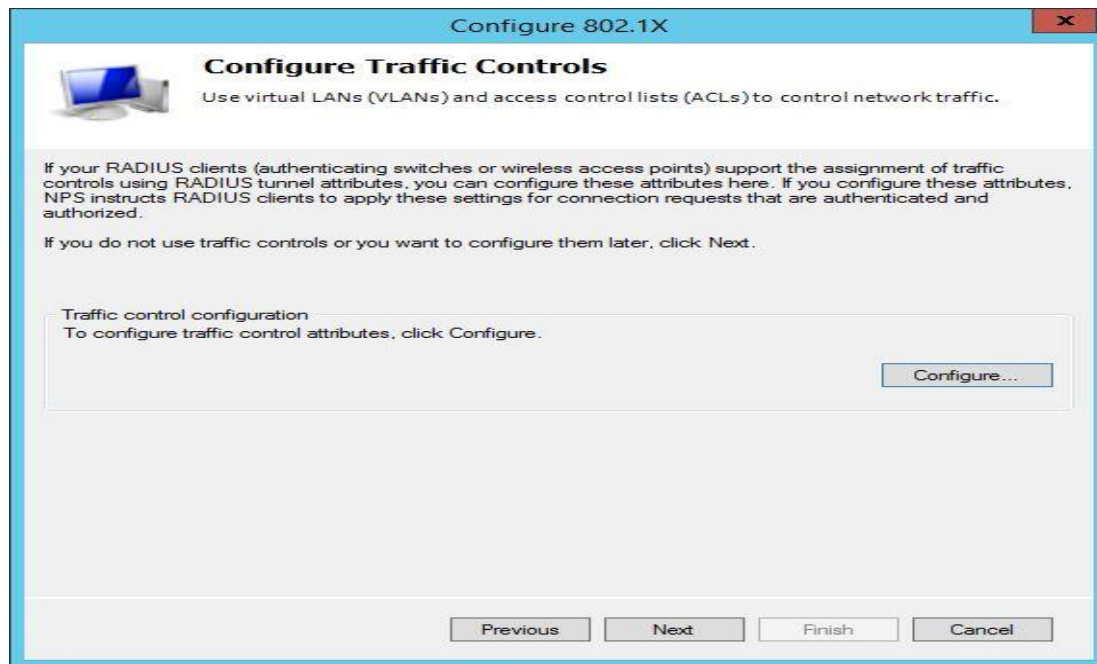 Configure 802.1X
x
Configure Traffic Controls
Use virtual LANs (VLANs) and access control lists (ACLs) to control network traffic.
If your RADIUS clients (authenticating switches or wireless access points) support the assignment of traffic
controls using RADIUS tunnel attributes, you can configure these attributes here. If you configure these attributes,
NPS instructs RADIUS clients to apply these settings for connection requests that are authenticated and
authorized.
If you do not use traffic controls or you want to configure them later, click Next.
Traffic control configuration
To configure traffic control attributes, click Configure.
Configure...
Previous Next Finish Cancel